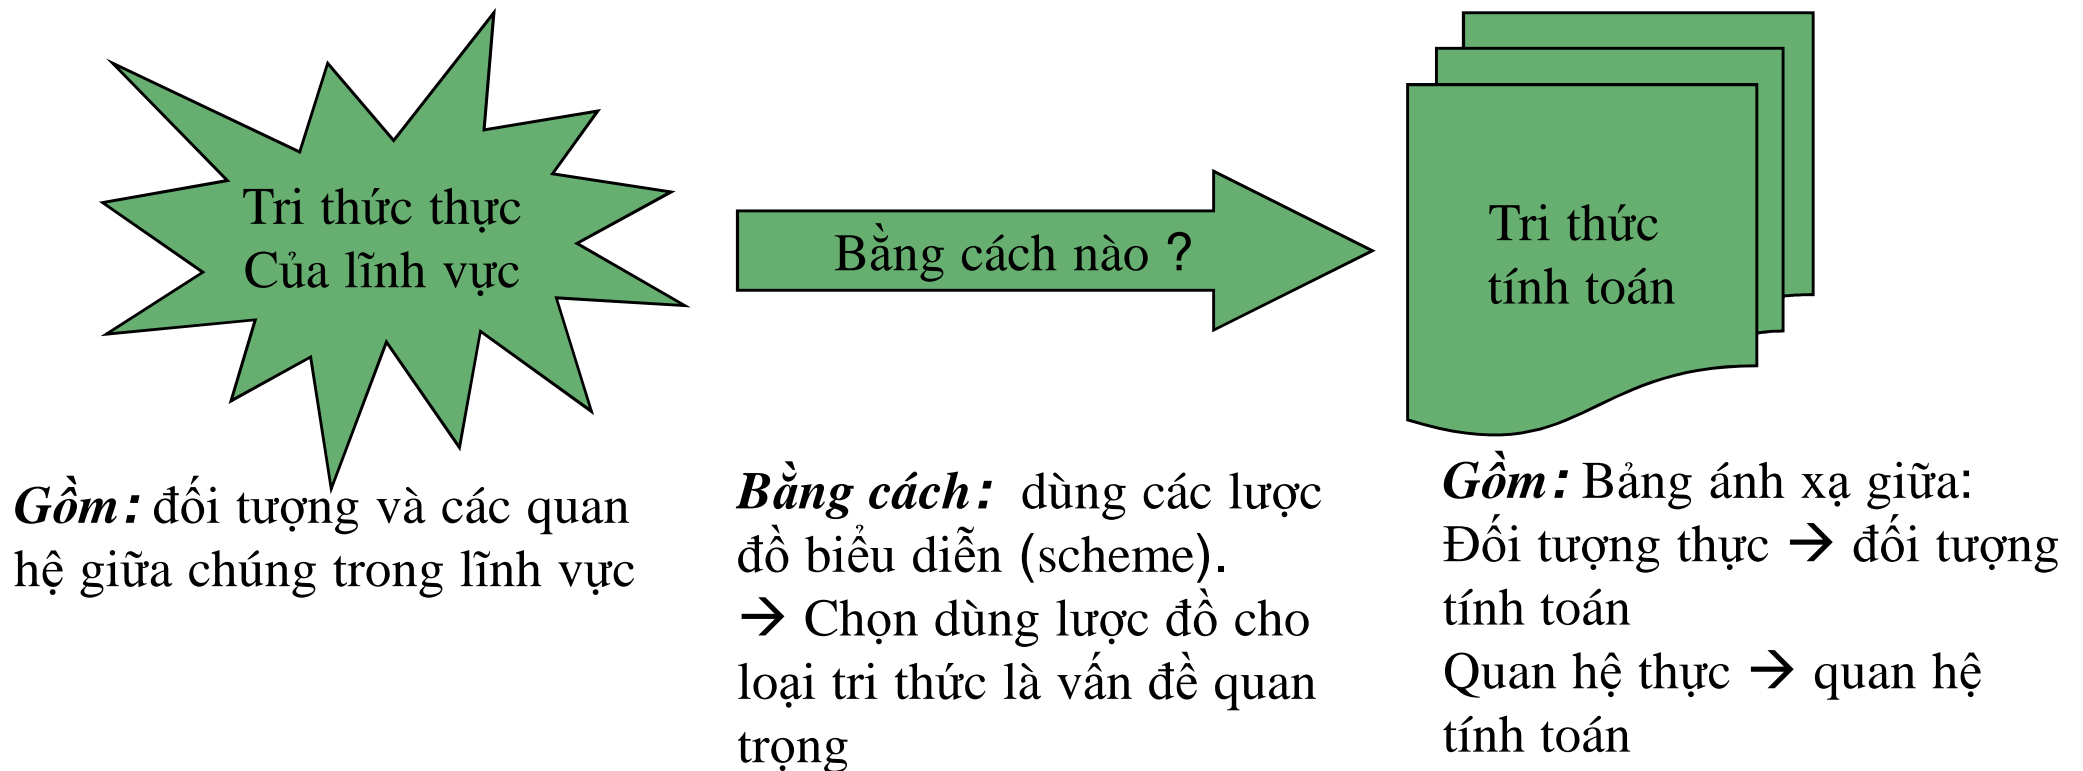 Tri thức thực
Của lĩnh vực
Bằng cách nào ?
Tri thức
tính toán
Gồm: đối tượng và các quan
hệ giữa chúng trong lĩnh vực
Bằng cách: dùng các lược
đồ biểu diễn (scheme).
→ Chọn dùng lược đồ cho
loại tri thức là vấn đề quan
trọng
Gồm: Bảng ánh xạ giữa:
Đối tượng thực → đối tượng
tính toán
Quan hệ thực → quan hệ
tính toán